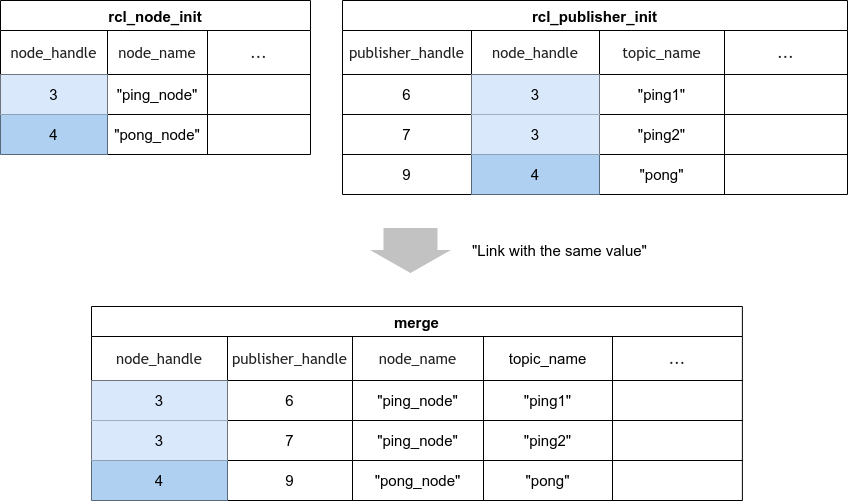 rcl_node_init
node_handle node_name ...
3 "ping_node"
4 "pong_node"
rcl_publisher_init
publisher_handle node_handle topic_name ...
6 3 "ping1"
7 3 "ping2"
9 4 "pong"
"Link with the same value"
merge
node_handle publisher_handle node_name topic_name ...
3 6 "ping_node" "ping1"
3 7 "ping_node" "ping2"
4 9 "pong_node" "pong"